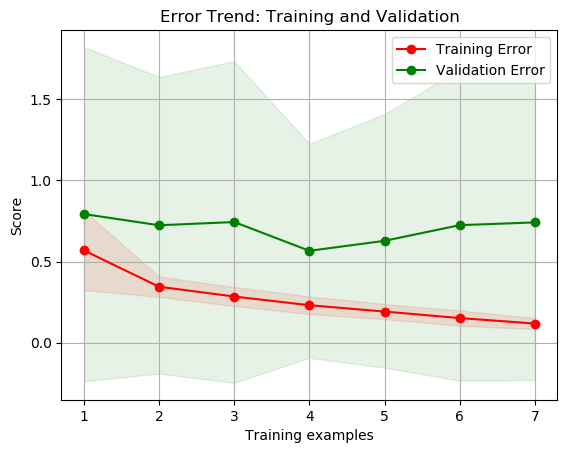 Error Trend: Training and Validation
Training Error
Validation Error
1.5
1.0
0.5
0.0
Score
1 2 3 4 5 6 7
Training examples